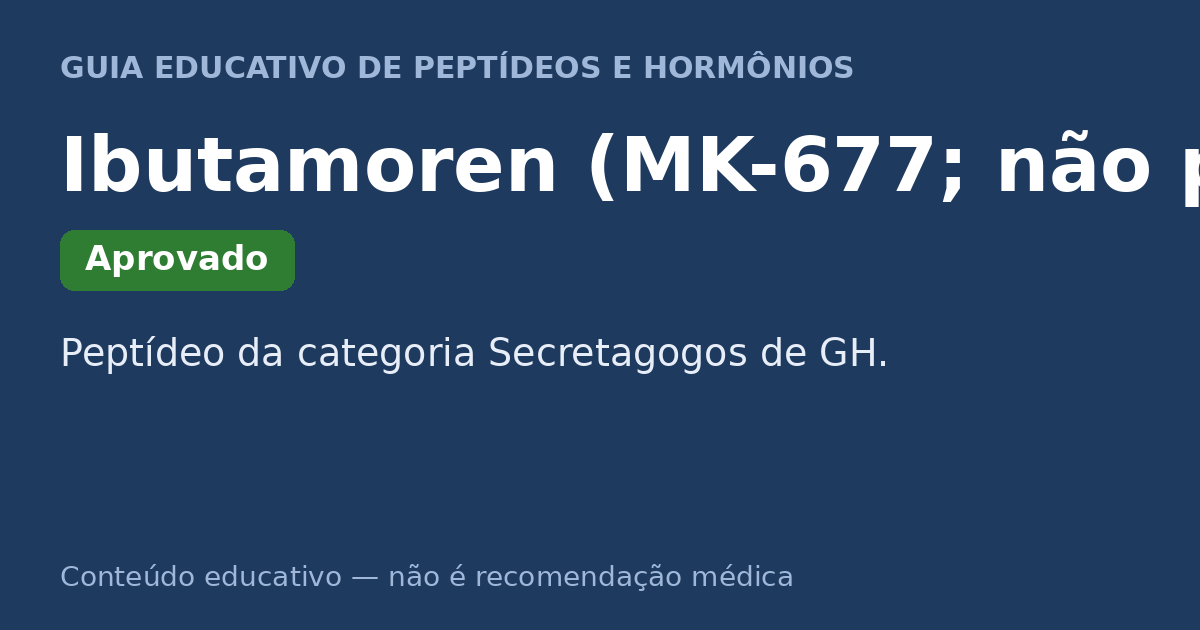 GUIA EDUCATIVO DE PEPTÍDEOS E HORMÔNIOS
Ibutamoren (MK-677; não
Aprovado
Peptídeo da categoria Secretagogos de GH.
Conteúdo educativo — não é recomendação médica